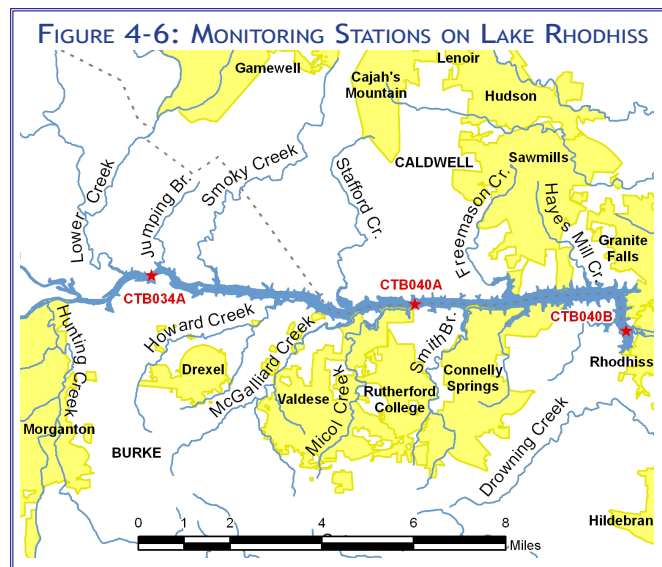 FIGURE 4-6: MONITORING STATIONS ON LAKE RHODHISS
Lenoir
Gamewell
Cajah's
Mountain
Hudson
CALDWELL
Sawmills
Lower Creek
Jumping Br.
Smoky Creek
Stafford Cr.
Freemason Cr.
Hayes Mill Cr.
Granite
Falls
CTB034A
CTB040A
CTB040B
Hunting Creek
Howard Creek
McGalliard Creek
Micol Creek
Smith Br.
Drexel
Valdese
Rutherford
College
Connelly
Springs
Rhodhiss
Morganton
BURKE
Drowning Creek
Hildebran
0 1 2 4 6 8
Miles